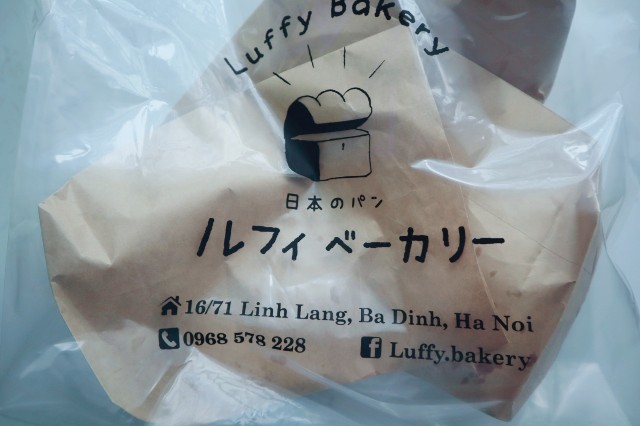 Luffy Bakery
日本のパン
ルフィ ベーカリー
16/71 Linh Lang, Ba Dinh, Ha Noi
0968 578 228 Luffy.bakery